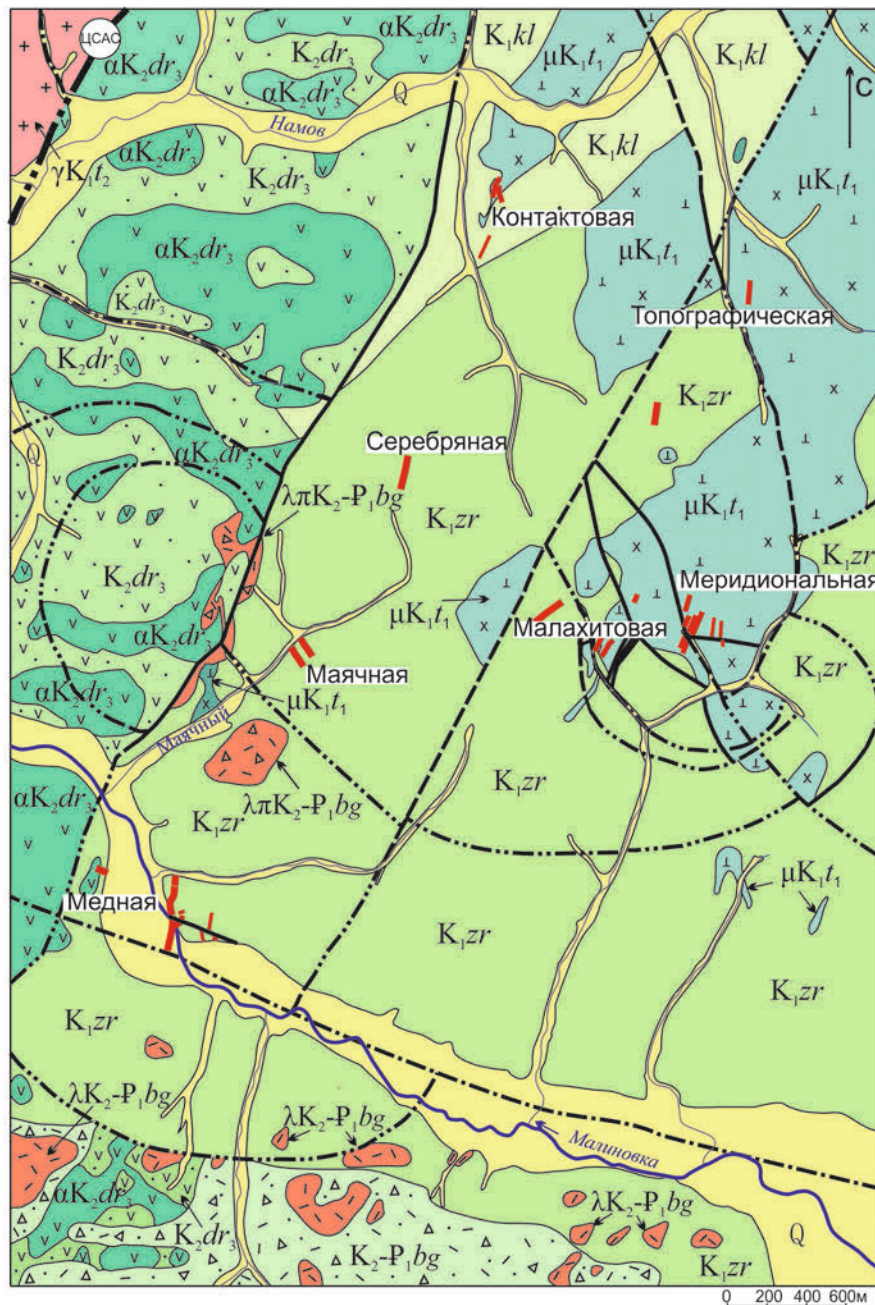 ЦСАС
αK₂dr₃
K₂dr₃
αK₂dr₃
K₁kl
μK₁t₁
K₁kl
С
αK₂dr₃
Q
Намов
αK₂dr₃
K₁kl
γK₁t₂
K₂dr₃
μK₁t₁
Контактовая
αK₂dr₃
μK₁t₁
K₂dr₃
Топографическая
K₂dr₃
K₁zr
Серебряная
Q
αK₂dr₃
λπK₂-P₁bg
K₁zr
μK₁t₁
K₁zr
K₂dr₃
Меридиональная
μK₁t₁
αK₂dr₃
Малахитовая
Маячная
K₁zr
αK₂dr₃
μK₁t₁
Маячный
K₁zr
λπK₂-P₁bg
αK₂dr₃
K₁zr
μK₁t₁
Медная
K₁zr
K₁zr
K₁zr
λK₂-P₁bg
λK₂-P₁bg
Малиновка
αK₂dr₃
K₂dr₃
λK₂-P₁bg
K₂-P₁bg
Q
K₁zr
0 200 400 600м